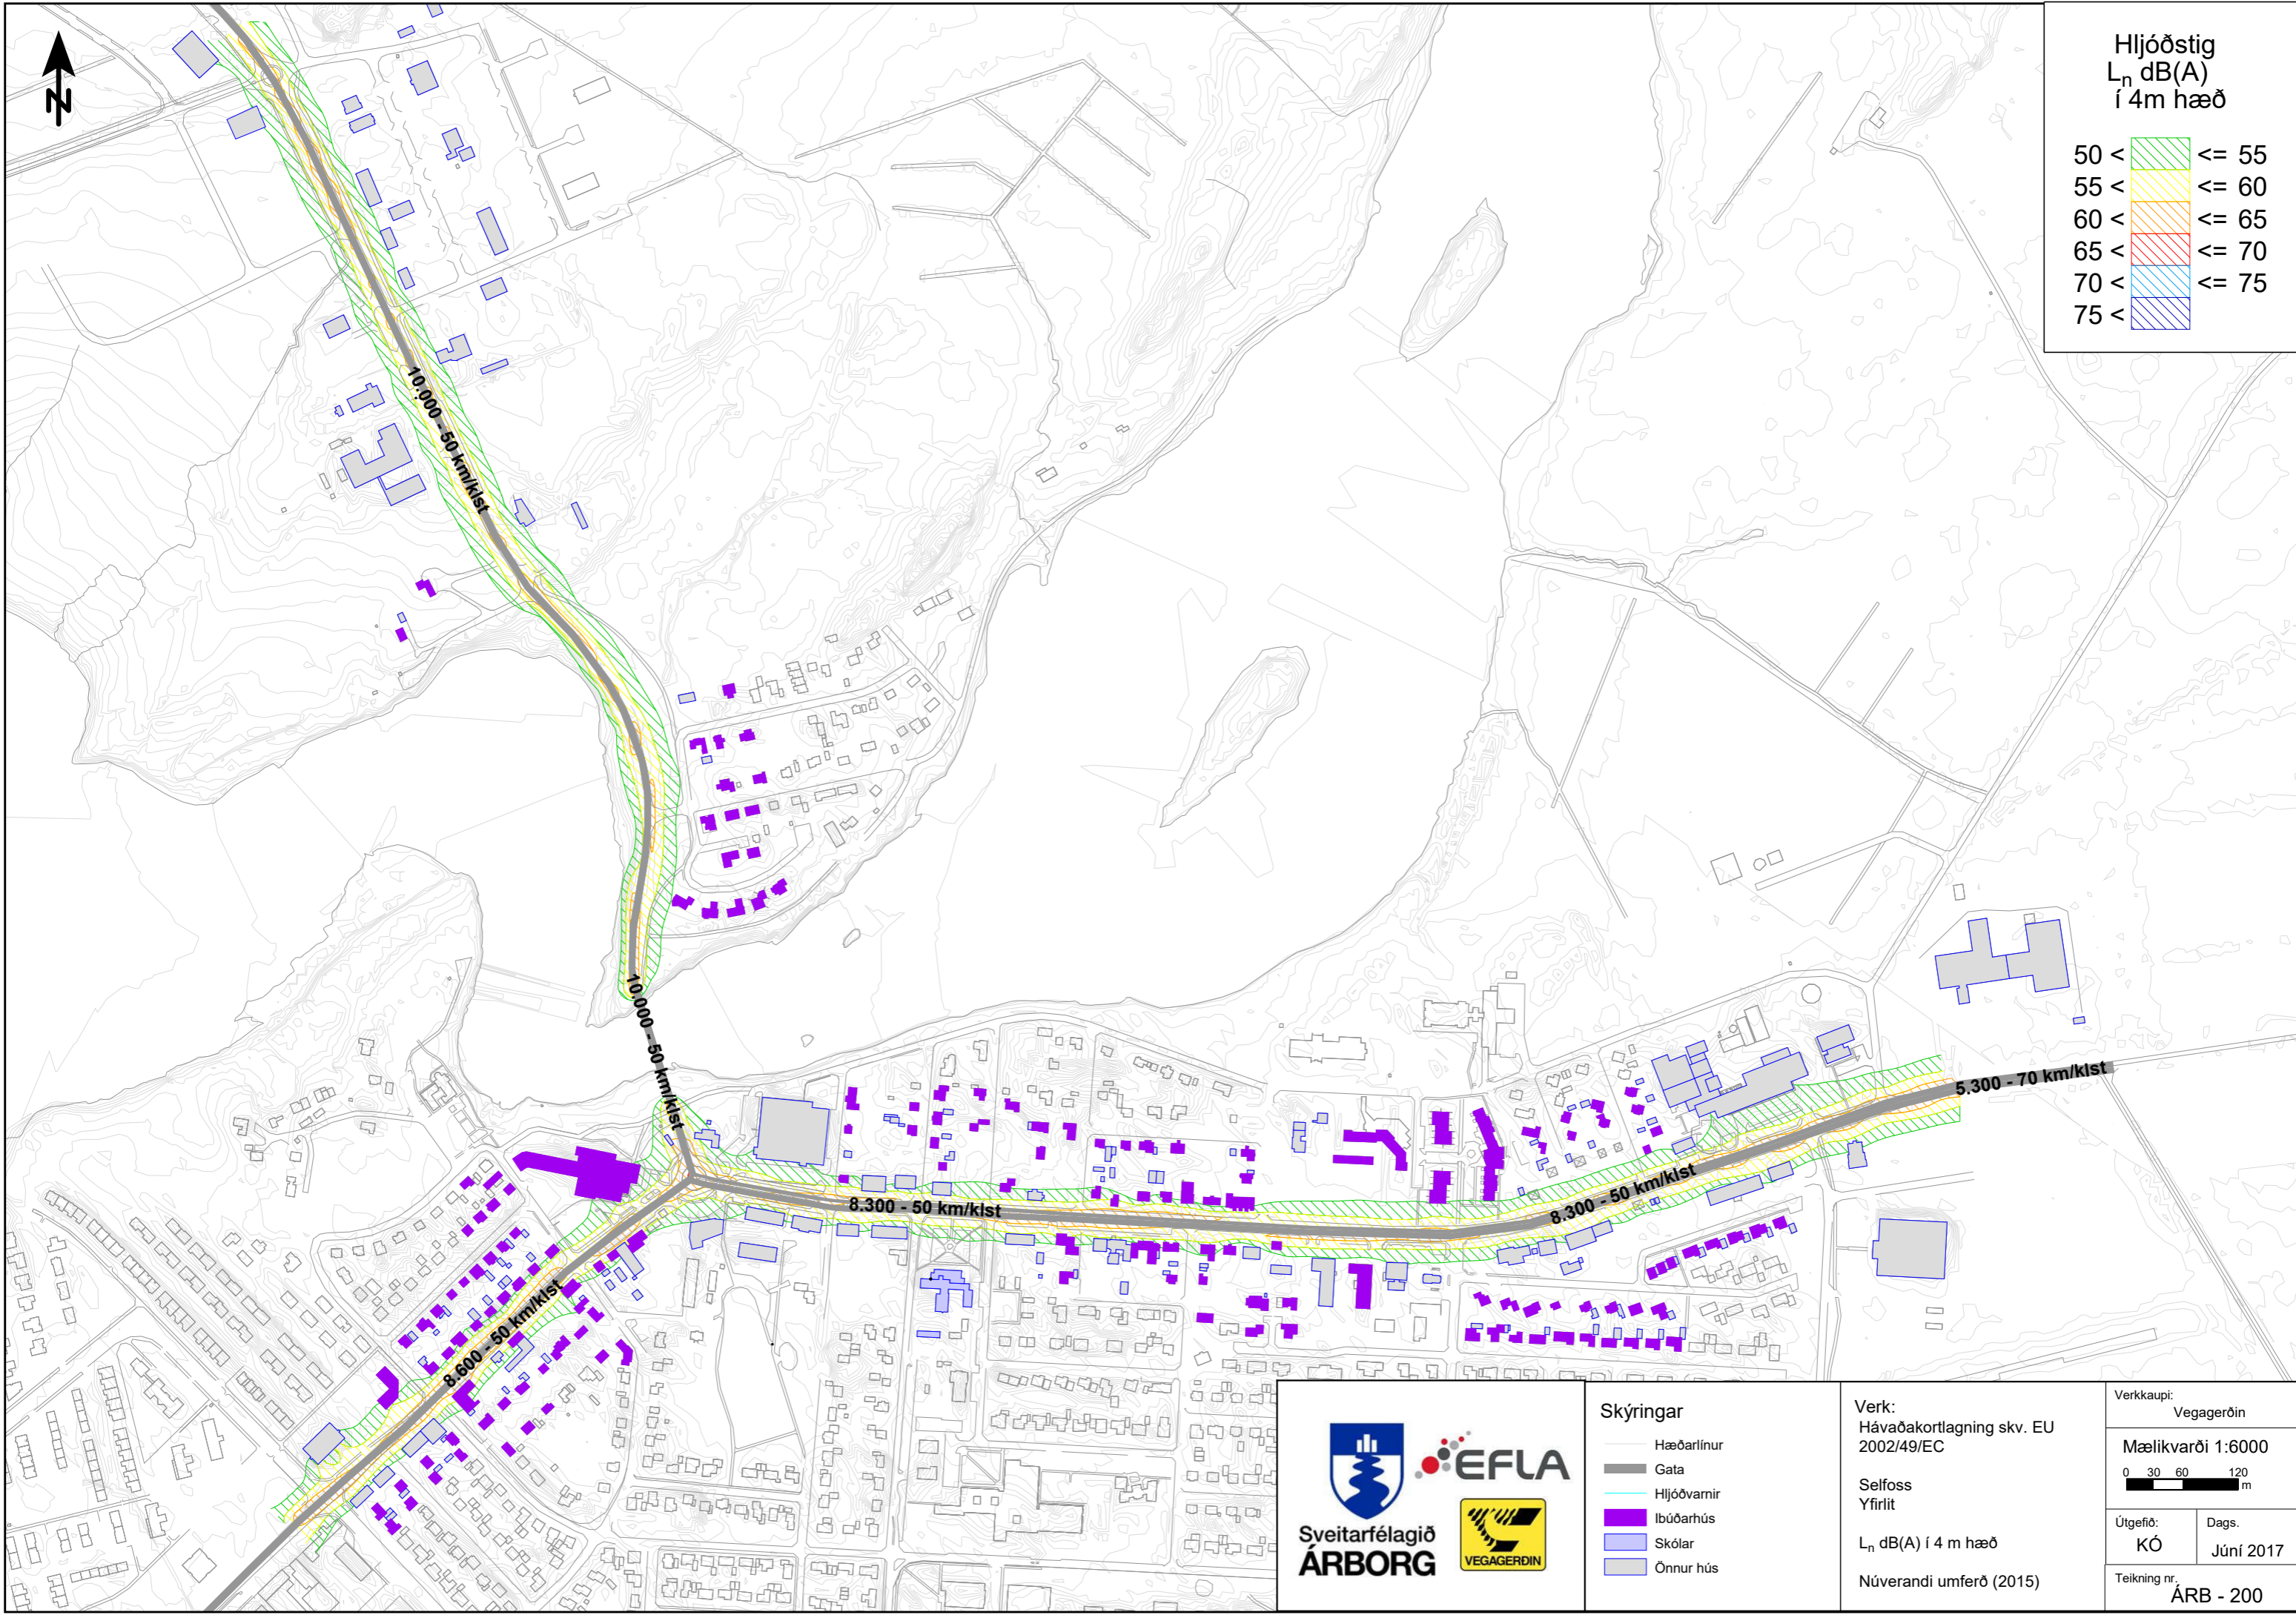 N
Hljóðstig
Ln dB(A)
í 4m hæð
50 < <= 55
55 < <= 60
60 < <= 65
65 < <= 70
70 < <= 75
75 <
10.000 - 50 km/klst
10.000 - 50 km/klst
8.300 - 50 km/klst
8.300 - 50 km/klst
5.300 - 70 km/klst
8.600 - 50 km/klst
Sveitarfélagið
ÁRBORG
EFLA
VEGAGERÐIN
Skýringar
Hæðarlínur
Gata
Hljóðvarnir
Ibúðarhús
Skólar
Önnur hús
Verk:
Hávaðakortlagning skv. EU
2002/49/EC
Selfoss
Yfirlit
Ln dB(A) í 4 m hæð
Núverandi umferð (2015)
Verkkaupi:
Vegagerðin
Mælikvarði 1:6000
0 30 60 120
m
Útgefið:
KÓ
Dags.
Júní 2017
Teikning nr.
ÁRB - 200